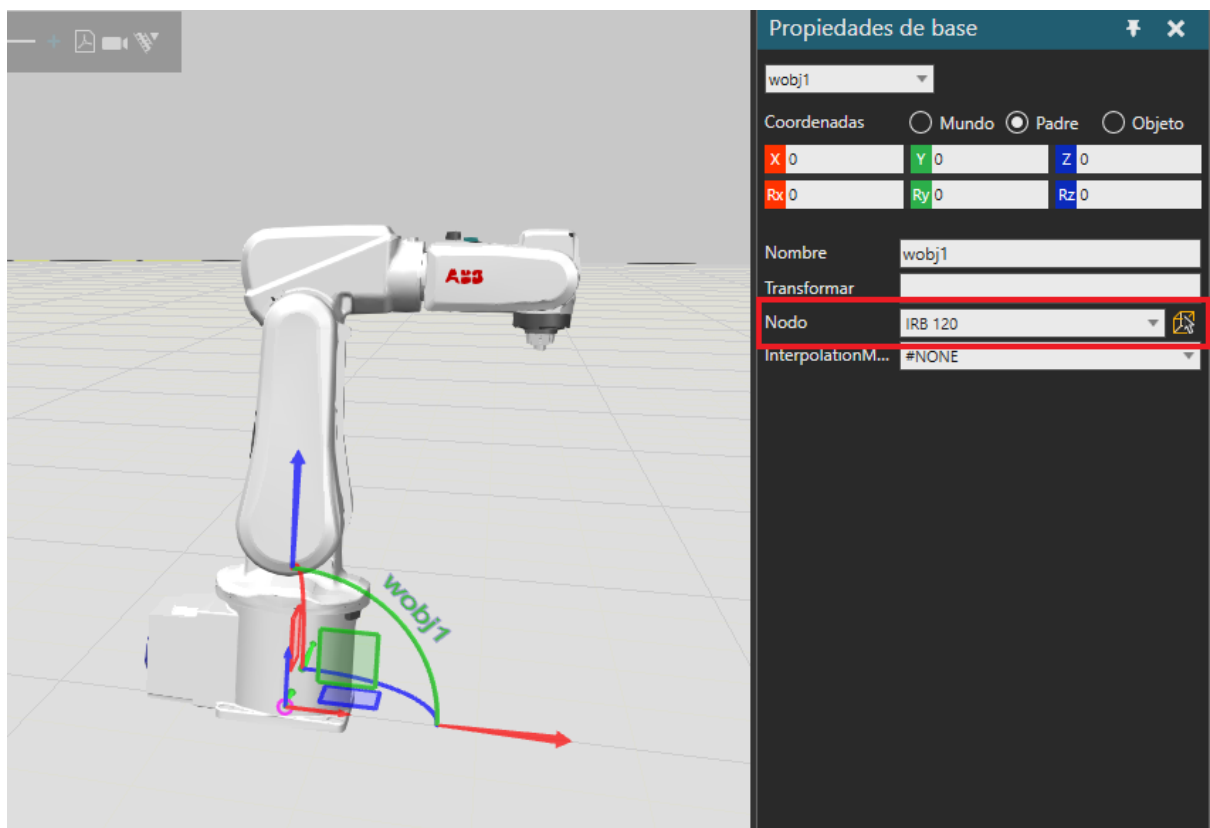 Propiedades de base
wobj1
Coordenadas Mundo Padre Objeto
X 0 Y 0 Z 0
Rx 0 Ry 0 Rz 0
Nombre wobj1
Transformar
Nodo IRB 120
InterpolationM... #NONE
ABB
wobj1